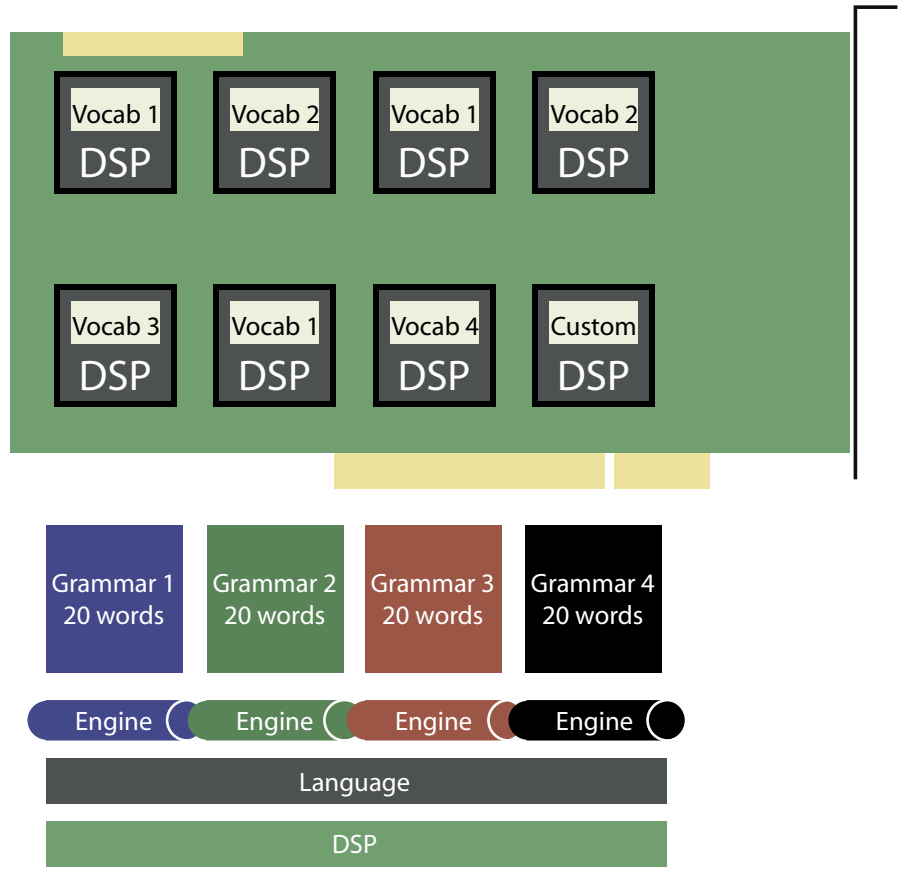 Vocab 1
DSP
Vocab 2
DSP
Vocab 1
DSP
Vocab 2
DSP
Vocab 3
DSP
Vocab 1
DSP
Vocab 4
DSP
Custom
DSP
Grammar 1
20 words
Grammar 2
20 words
Grammar 3
20 words
Grammar 4
20 words
Engine
Engine
Engine
Engine
Language
DSP